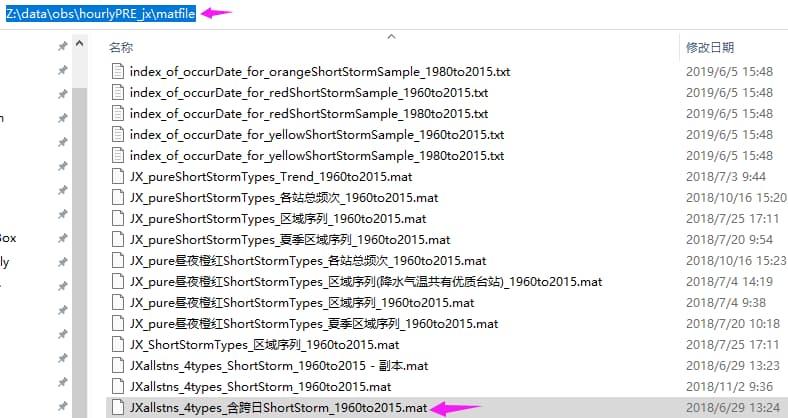 Z:\data\obs\hourlyPRE_jx\matfile
名称 修改日期
index_of_occurDate_for_orangeShortStormSample_1980to2015.txt 2019/6/5 15:48
index_of_occurDate_for_redShortStormSample_1960to2015.txt 2019/6/5 15:48
index_of_occurDate_for_redShortStormSample_1980to2015.txt 2019/6/5 15:48
index_of_occurDate_for_yellowShortStormSample_1960to2015.txt 2019/6/5 15:48
index_of_occurDate_for_yellowShortStormSample_1980to2015.txt 2019/6/5 15:48
JX_pureShortStormTypes_Trend_1960to2015.mat 2018/7/3 9:44
JX_pureShortStormTypes_各站总频次_1960to2015.mat 2018/10/16 15:20
JX_pureShortStormTypes_区域序列_1960to2015.mat 2018/7/25 17:11
JX_pureShortStormTypes_夏季区域序列_1960to2015.mat 2018/7/20 9:54
ox JX_pure昼夜橙红ShortStormTypes_各站总频次_1960to2015.mat 2018/10/16 15:23
ly JX_pure昼夜橙红ShortStormTypes_区域序列(降水气温共有优质台站)_1960to2015.mat 2018/7/4 14:19
JX_pure昼夜橙红ShortStormTypes_区域序列_1960to2015.mat 2018/7/4 9:38
JX_pure昼夜橙红ShortStormTypes_夏季区域序列_1960to2015.mat 2018/7/20 10:18
JX_ShortStormTypes_区域序列_1960to2015.mat 2018/7/25 17:11
JXallstns_4types_ShortStorm_1960to2015 - 副本.mat 2018/6/29 13:23
JXallstns_4types_ShortStorm_1960to2015.mat 2018/11/2 9:36
JXallstns_4types_含跨日ShortStorm_1960to2015.mat 2018/6/29 13:24